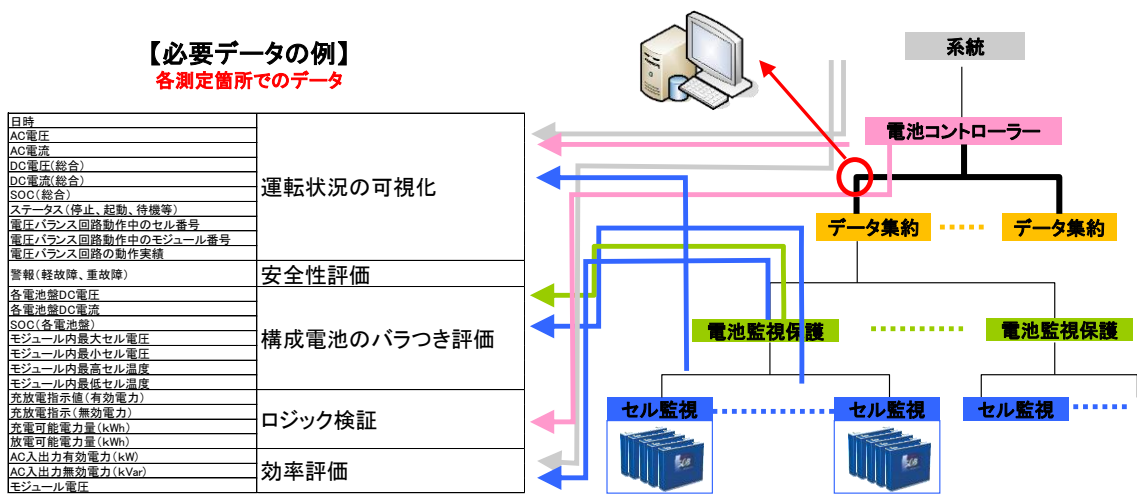 【必要データの例】
各測定箇所でのデータ
日時
AC電圧
AC電流
DC電圧(総合)
DC電流(総合)
SOC(総合)
ステータス(停止、起動、待機等)
電圧バランス回路動作中のセル番号
電圧バランス回路動作中のモジュール番号
電圧バランス回路の動作実績
運転状況の可視化
警報(軽故障、重故障)
安全性評価
各電池盤DC電圧
各電池盤DC電流
SOC(各電池盤)
モジュール内最大セル電圧
モジュール内最小セル電圧
モジュール内最高セル温度
モジュール内最低セル温度
構成電池のバラつき評価
充放電指示値(有効電力)
充放電指示(無効電力)
充電可能電力量(kWh)
放電可能電力量(kWh)
ロジック検証
AC入出力有効電力(kW)
AC入出力無効電力(kVar)
モジュール電圧
効率評価
系統
電池コントローラー
データ集約
データ集約
電池監視保護
電池監視保護
セル監視
セル監視
セル監視